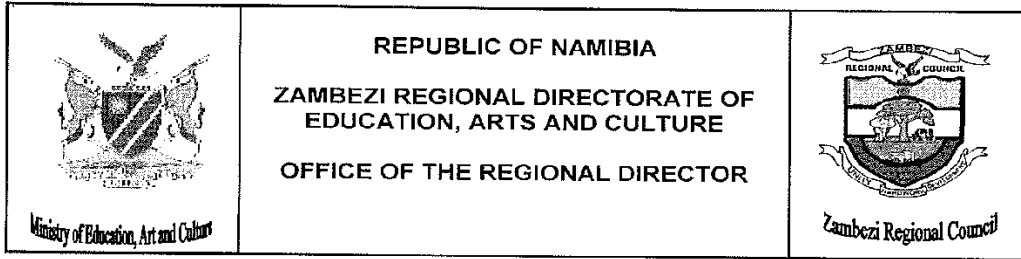 REPUBLIC OF NAMIBIA
ZAMBEZI REGIONAL DIRECTORATE OF
EDUCATION, ARTS AND CULTURE
OFFICE OF THE REGIONAL DIRECTOR
Ministry of Education, Art and Culture
ZAMBEZI
REGIONAL COUNCIL
UNITY
Zambezi Regional Council